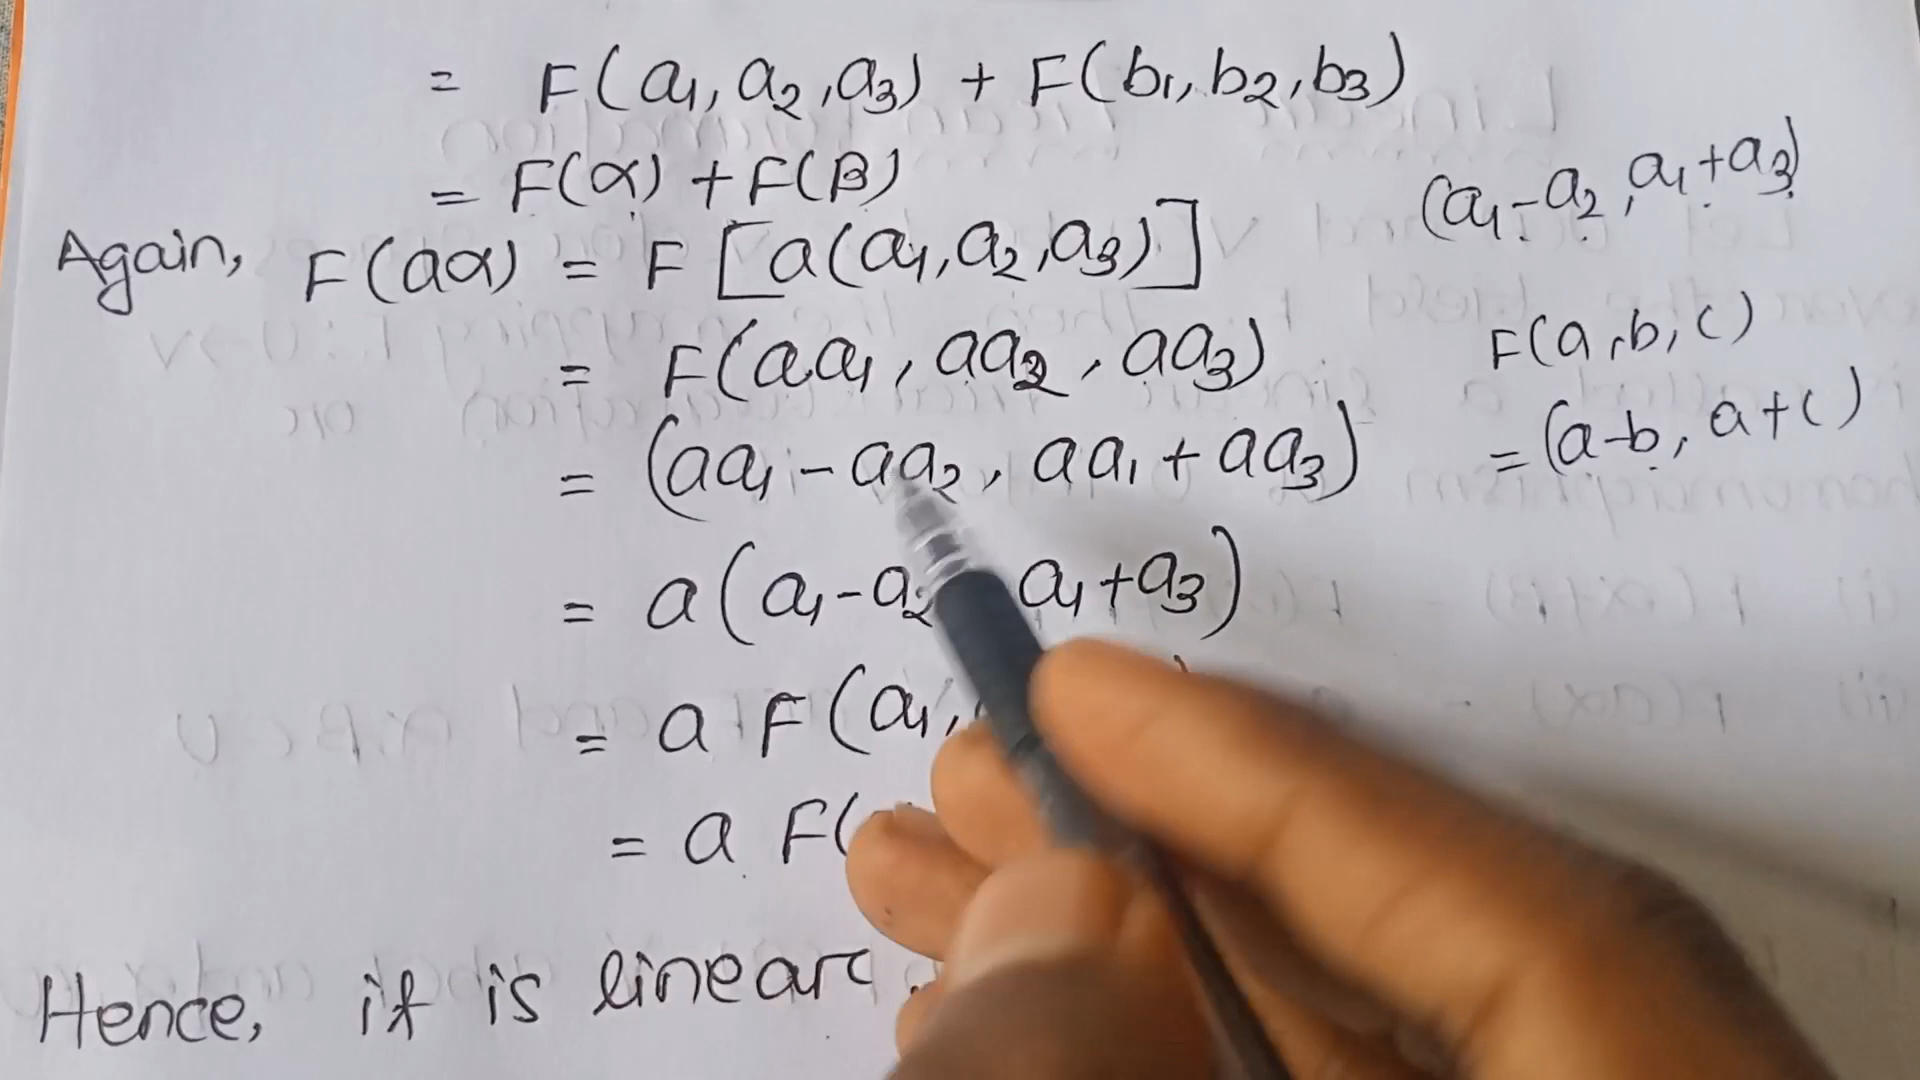 = F(a₁, a₂, a₃) + F(b₁, b₂, b₃)
= F(α) + F(β)
Again, F(aα) = F[a(a₁, a₂, a₃)]
= F(aa₁, aa₂, aa₃)
= (aa₁ - aa₂, aa₁ + aa₃)
= a(a₁ - a₂ a₁ + a₃)
= a F(a₁,
= a F(
Hence, it is linear.
(a₁ - a₂, a₁ + a₃)
F(a, b, c)
= (a-b, a+c)